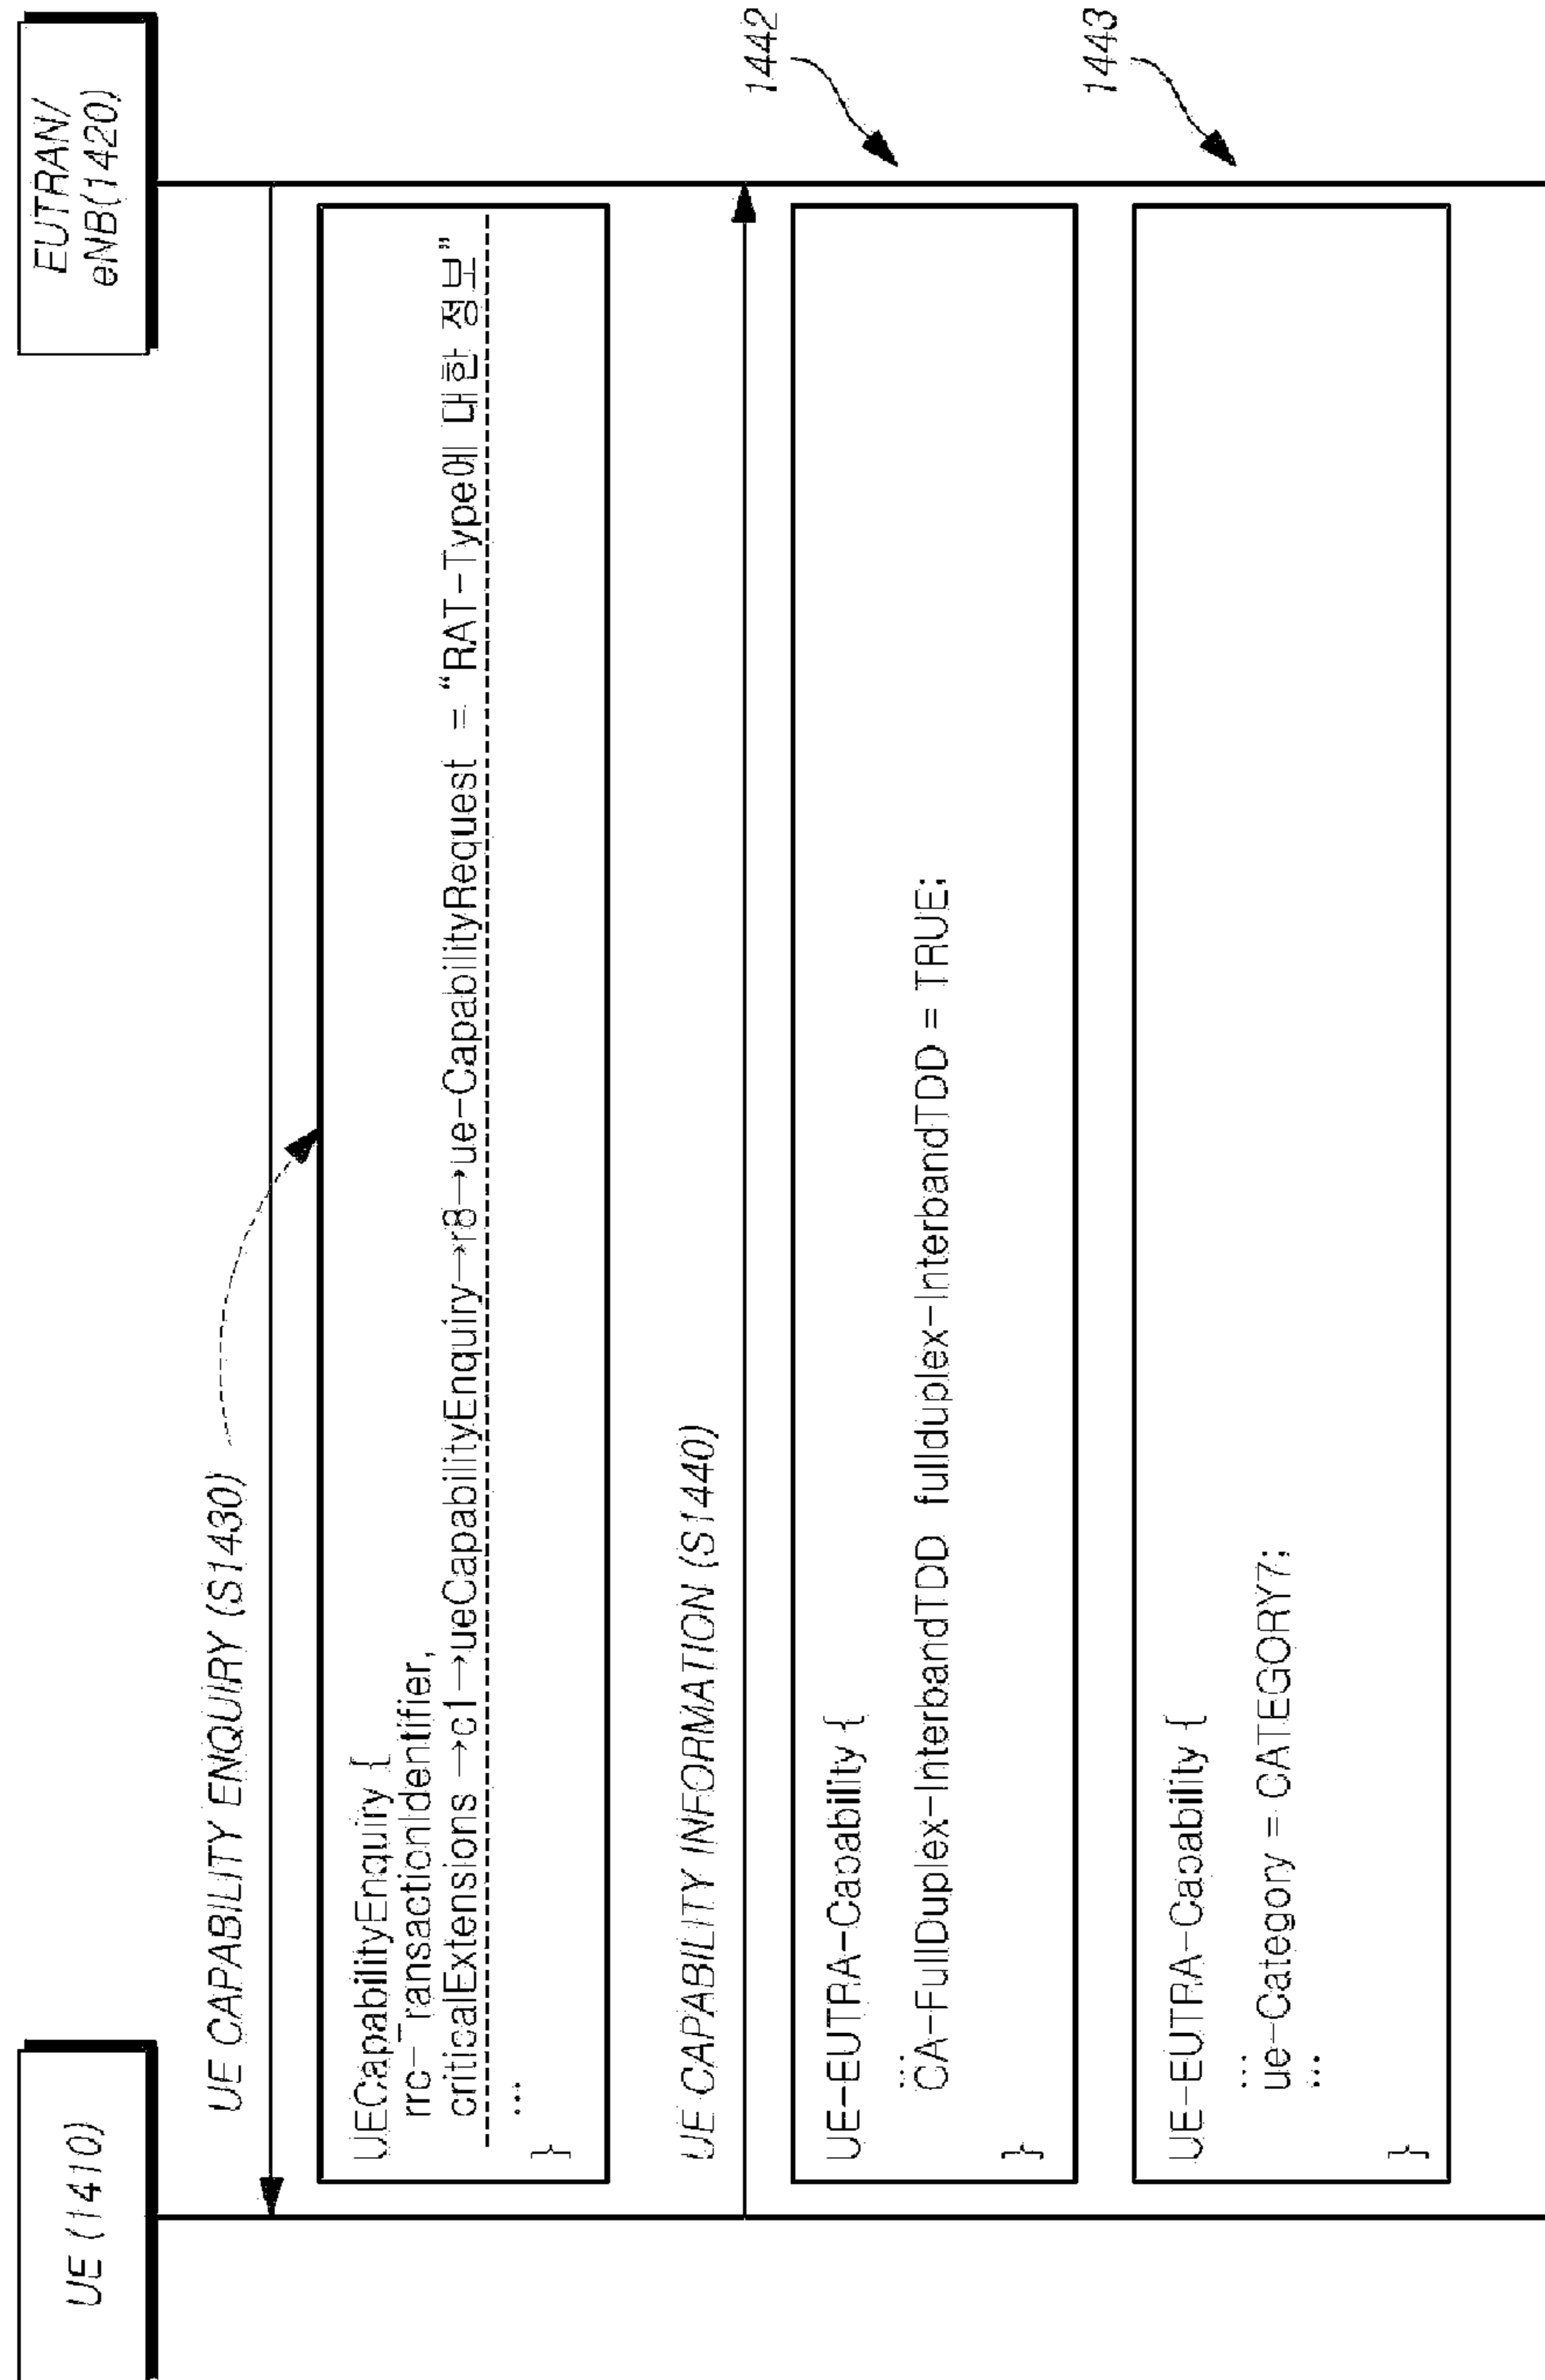 UE (1410)
EUTRAN/
eNB(1420)
UE CAPABILITY ENQUIRY (S1430)
UECapabilityEnquiry {
rrc-TransactionIdentifier,
criticalExtensions →c1→ueCapabilityEnquiry→r8→ue-CapabilityRequest = “RAT-Type에 대한 정보”
...
}
UE CAPABILITY INFORMATION (S1440)
1442
UE-EUTRA-Capability {
...
CA-FullDuplex-InterbandTDD fullduplex-InterbandTDD = TRUE;
}
1443
UE-EUTRA-Capability {
...
ue-Category = CATEGORY7;
...
}